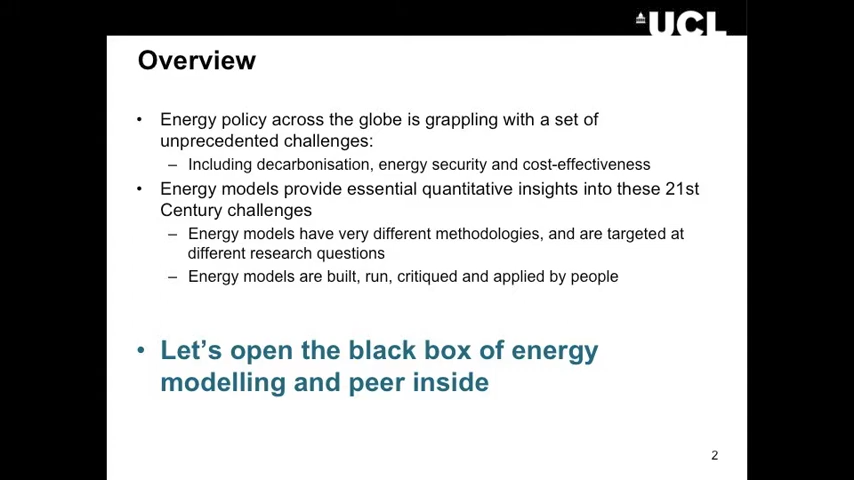 UCL
Overview
• Energy policy across the globe is grappling with a set of
unprecedented challenges:
– Including decarbonisation, energy security and cost-effectiveness
• Energy models provide essential quantitative insights into these 21st
Century challenges
– Energy models have very different methodologies, and are targeted at
different research questions
– Energy models are built, run, critiqued and applied by people
• Let’s open the black box of energy
modelling and peer inside
2